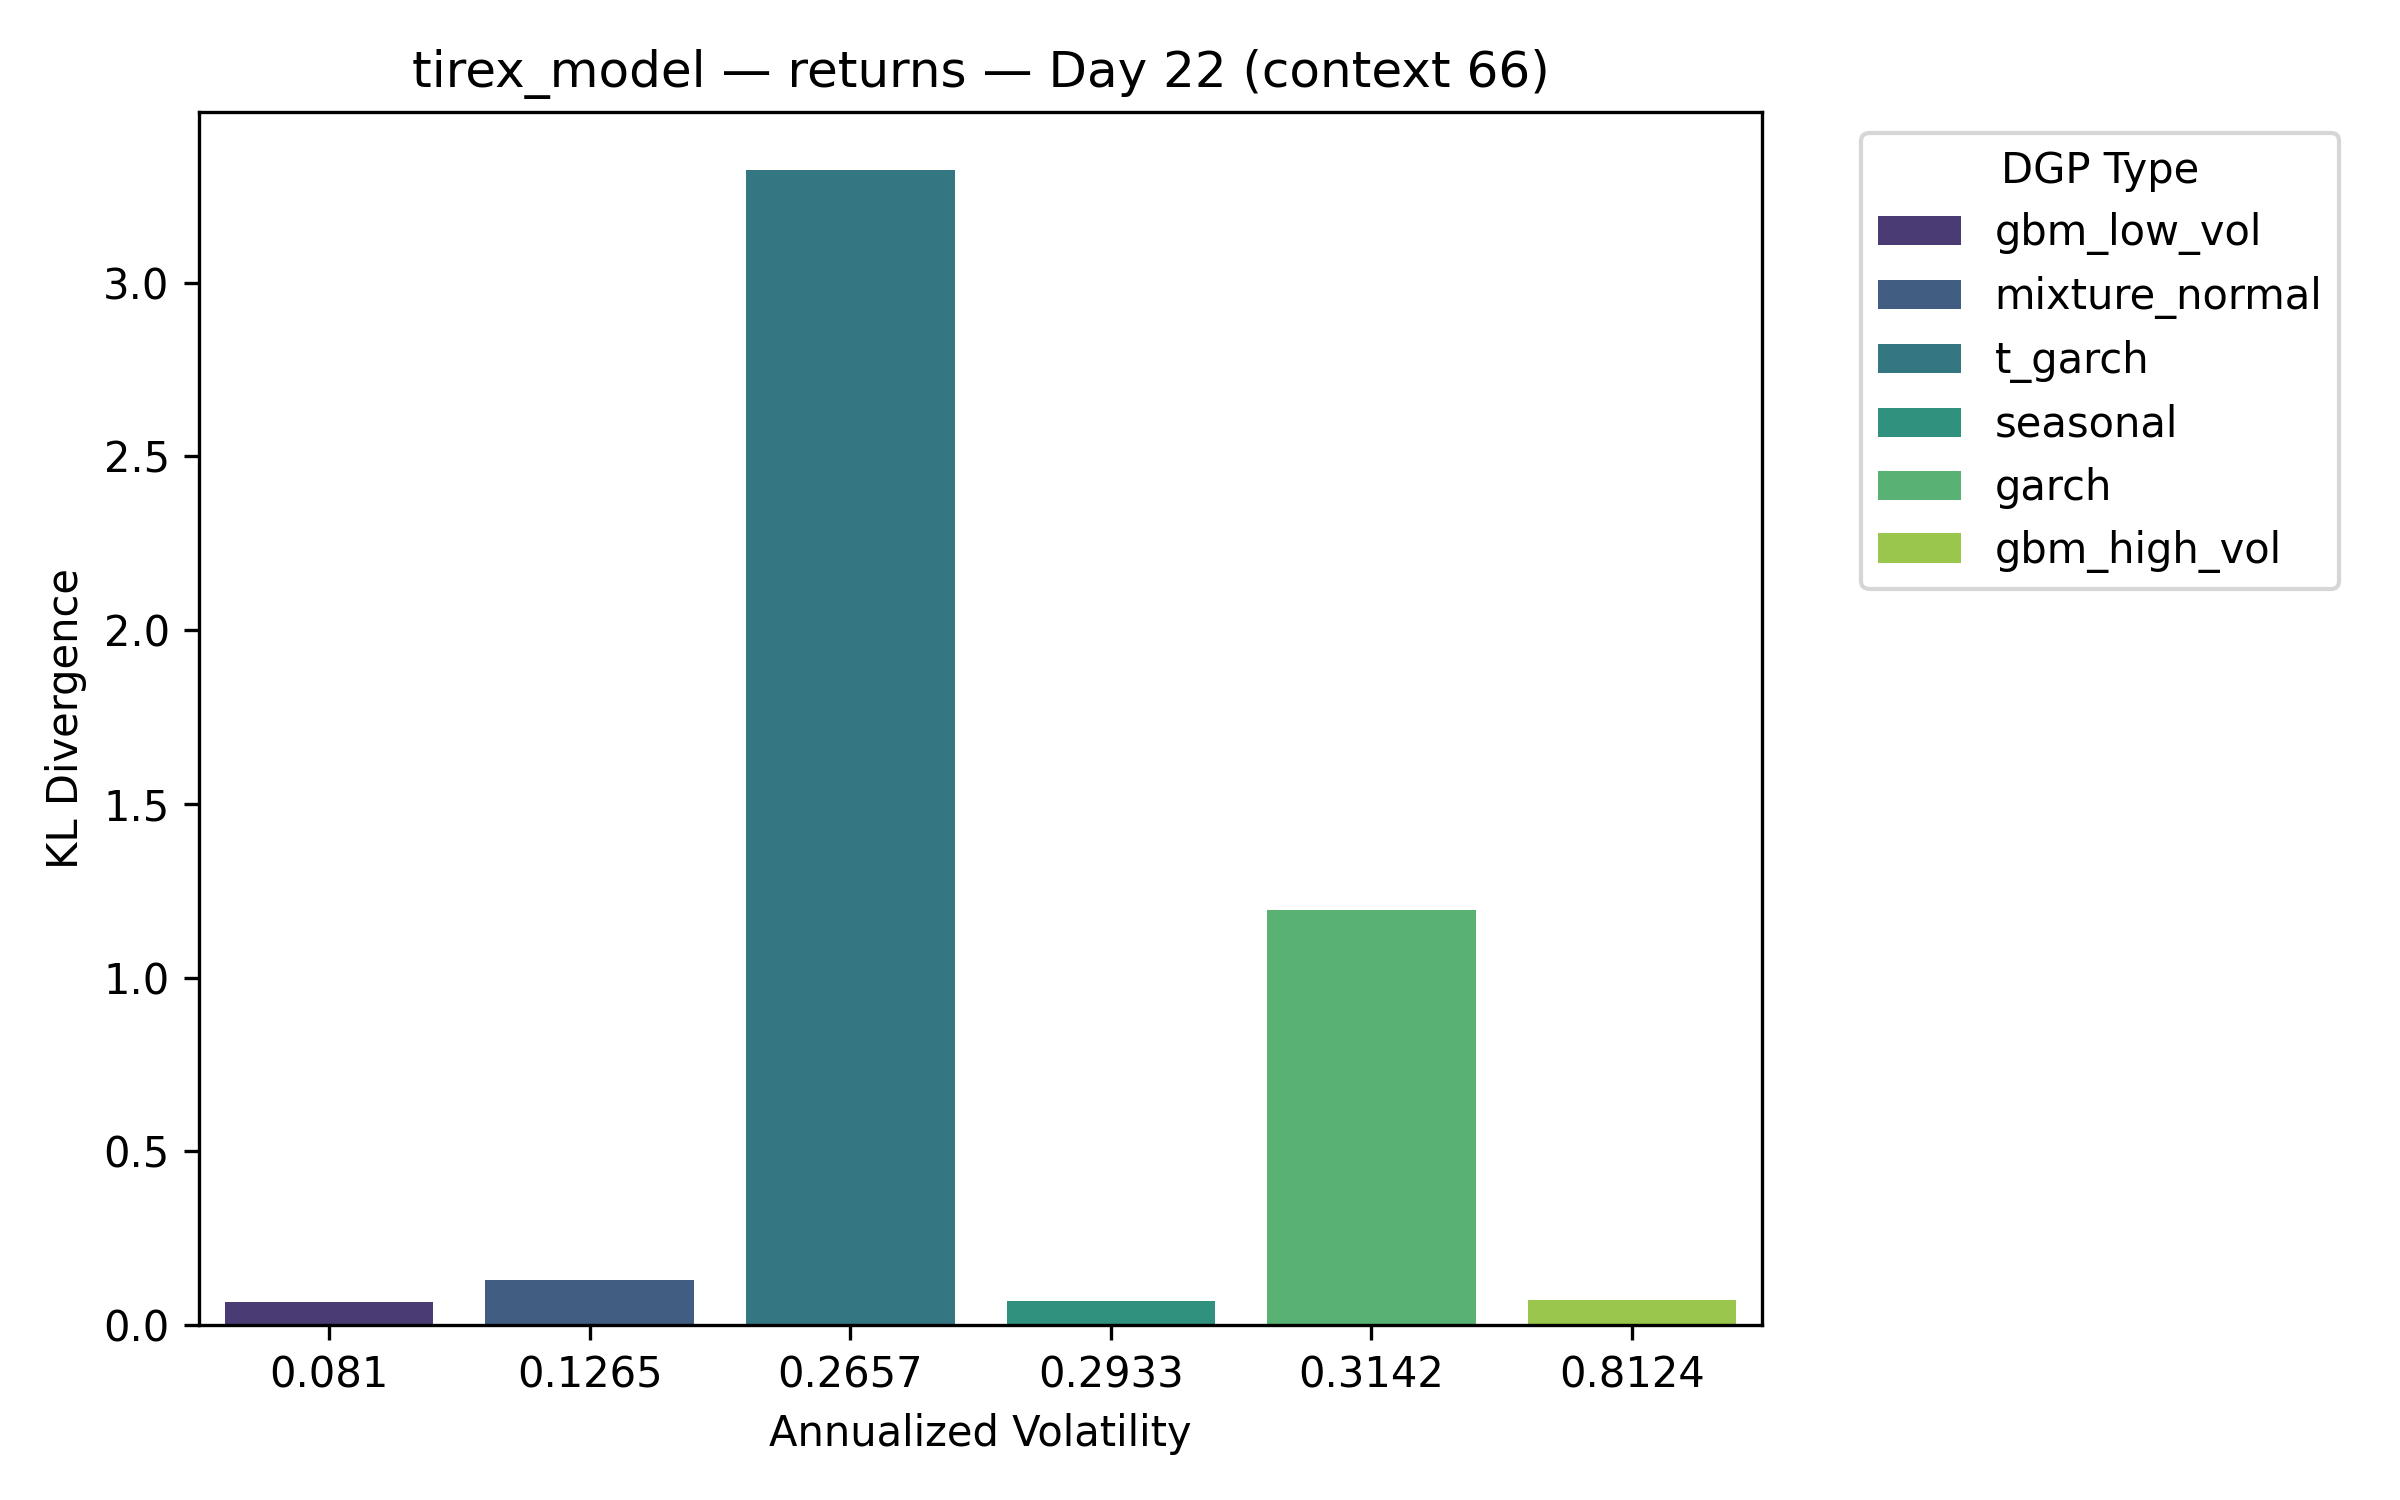 tirex_model — returns — Day 22 (context 66)
KL Divergence
3.0
2.5
2.0
1.5
1.0
0.5
0.0
0.081 0.1265 0.2657 0.2933 0.3142 0.8124
Annualized Volatility
DGP Type
gbm_low_vol
mixture_normal
t_garch
seasonal
garch
gbm_high_vol